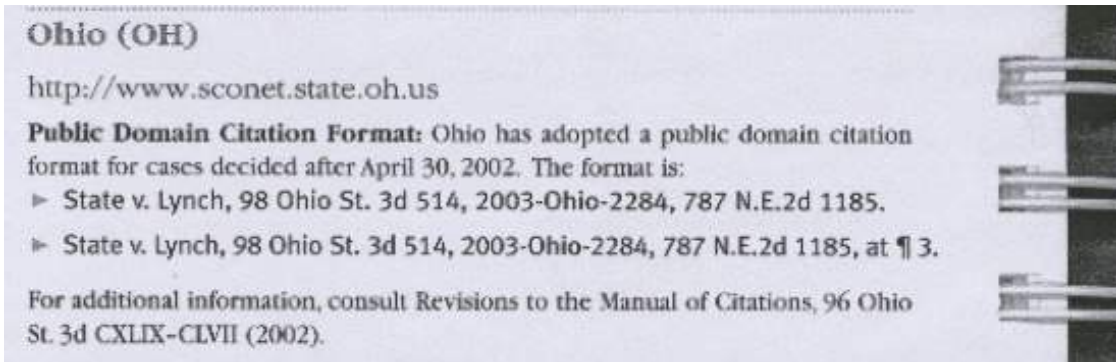 Ohio (OH)
http://www.sconet.state.oh.us
Public Domain Citation Format: Ohio has adopted a public domain citation
format for cases decided after April 30, 2002. The format is:
► State v. Lynch, 98 Ohio St. 3d 514, 2003-Ohio-2284, 787 N.E.2d 1185.
► State v. Lynch, 98 Ohio St. 3d 514, 2003-Ohio-2284, 787 N.E.2d 1185, at ¶ 3.
For additional information, consult Revisions to the Manual of Citations, 96 Ohio
St. 3d CXLIX-CLVII (2002).